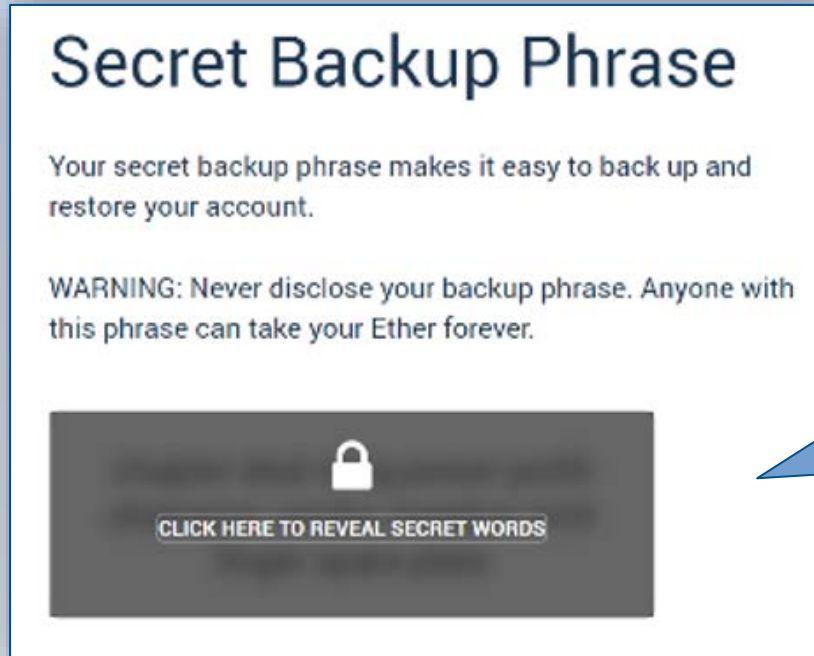 Secret Backup Phrase
Your secret backup phrase makes it easy to back up and
restore your account.
WARNING: Never disclose your backup phrase. Anyone with
this phrase can take your Ether forever.
CLICK HERE TO REVEAL SECRET WORDS